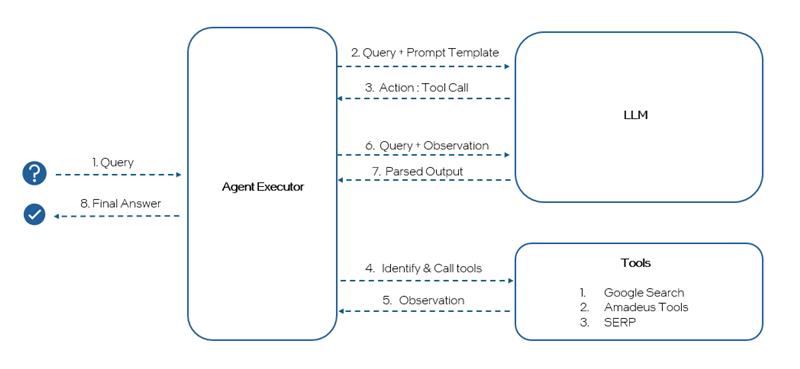 2. Query + Prompt Template
3. Action : Tool Call
LLM
6. Query + Observation
7. Parsed Output
1. Query
8. Final Answer
Agent Executor
4. Identify & Call tools
5. Observation
Tools
1. Google Search
2. Amadeus Tools
3. SERP
?